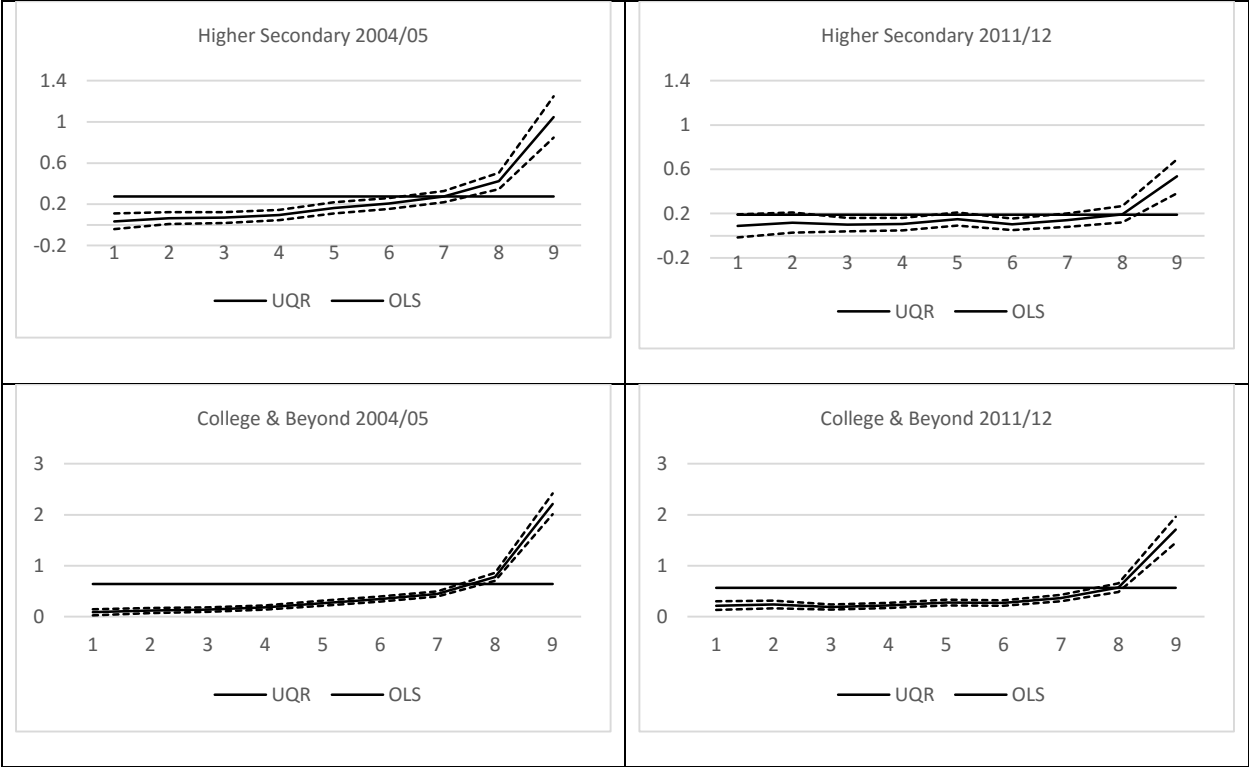 Higher Secondary 2004/05
1.4
1
0.6
0.2
-0.2
1 2 3 4 5 6 7 8 9
UQR OLS
Higher Secondary 2011/12
1.4
1
0.6
0.2
-0.2
1 2 3 4 5 6 7 8 9
UQR OLS
College & Beyond 2004/05
3
2
1
0
1 2 3 4 5 6 7 8 9
UQR OLS
College & Beyond 2011/12
3
2
1
0
1 2 3 4 5 6 7 8 9
UQR OLS